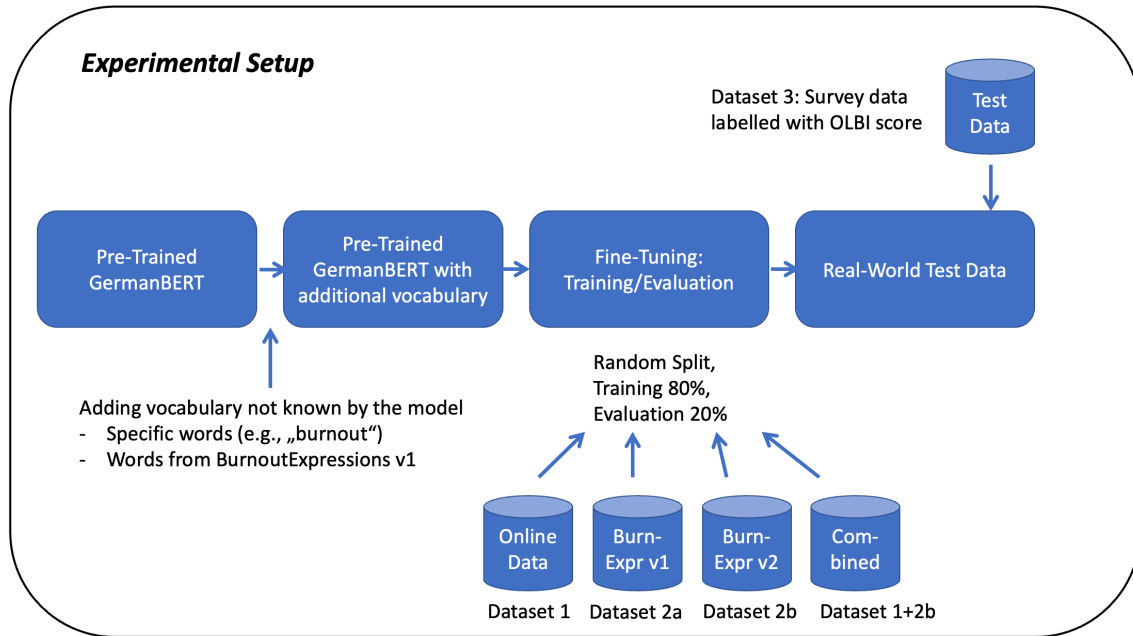 Experimental Setup
Dataset 3: Survey data
labelled with OLBI score
Test
Data
Pre-Trained
GermanBERT
Pre-Trained
GermanBERT with
additional vocabulary
Fine-Tuning:
Training/Evaluation
Real-World Test Data
Adding vocabulary not known by the model
- Specific words (e.g., „burnout“)
- Words from BurnoutExpressions v1
Random Split,
Training 80%,
Evaluation 20%
Online
Data
Burn-
Expr v1
Burn-
Expr v2
Com-
bined
Dataset 1
Dataset 2a
Dataset 2b
Dataset 1+2b